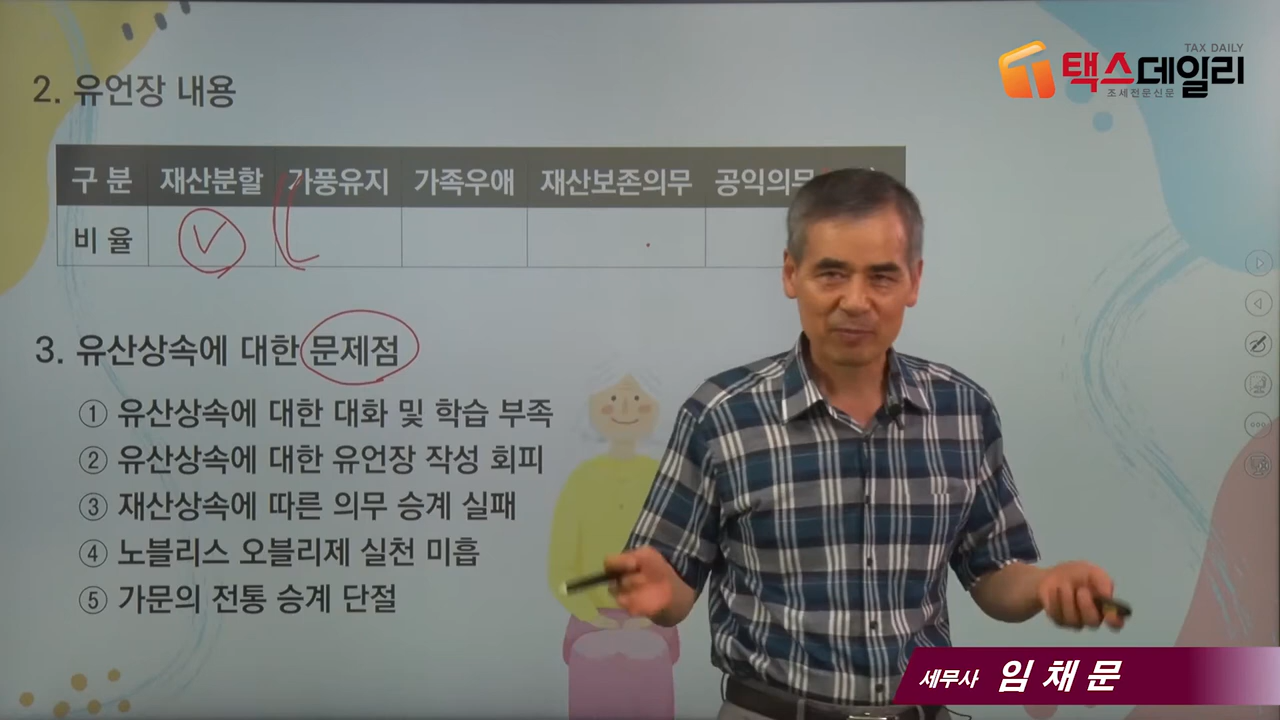 TAX DAILY
택스데일리
조세전문신문
2. 유언장 내용
구 분 재산분할 가풍유지 가족우애 재산보존의무 공익의무
비 율
3. 유산상속에 대한 문제점
① 유산상속에 대한 대화 및 학습 부족
② 유산상속에 대한 유언장 작성 회피
③ 재산상속에 따른 의무 승계 실패
④ 노블리스 오블리제 실천 미흡
⑤ 가문의 전통 승계 단절
세무사 임채문